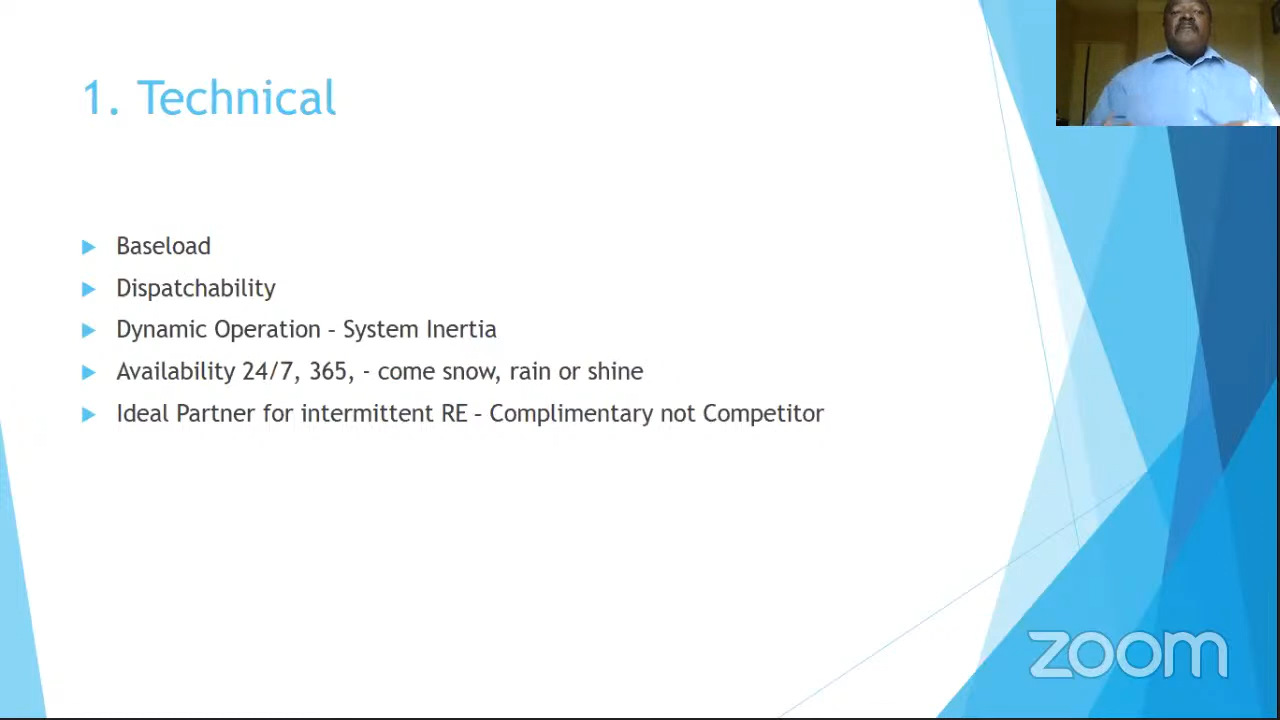 1. Technical
Baseload
Dispatchability
Dynamic Operation – System Inertia
Availability 24/7, 365, - come snow, rain or shine
Ideal Partner for intermittent RE – Complimentary not Competitor
zoom